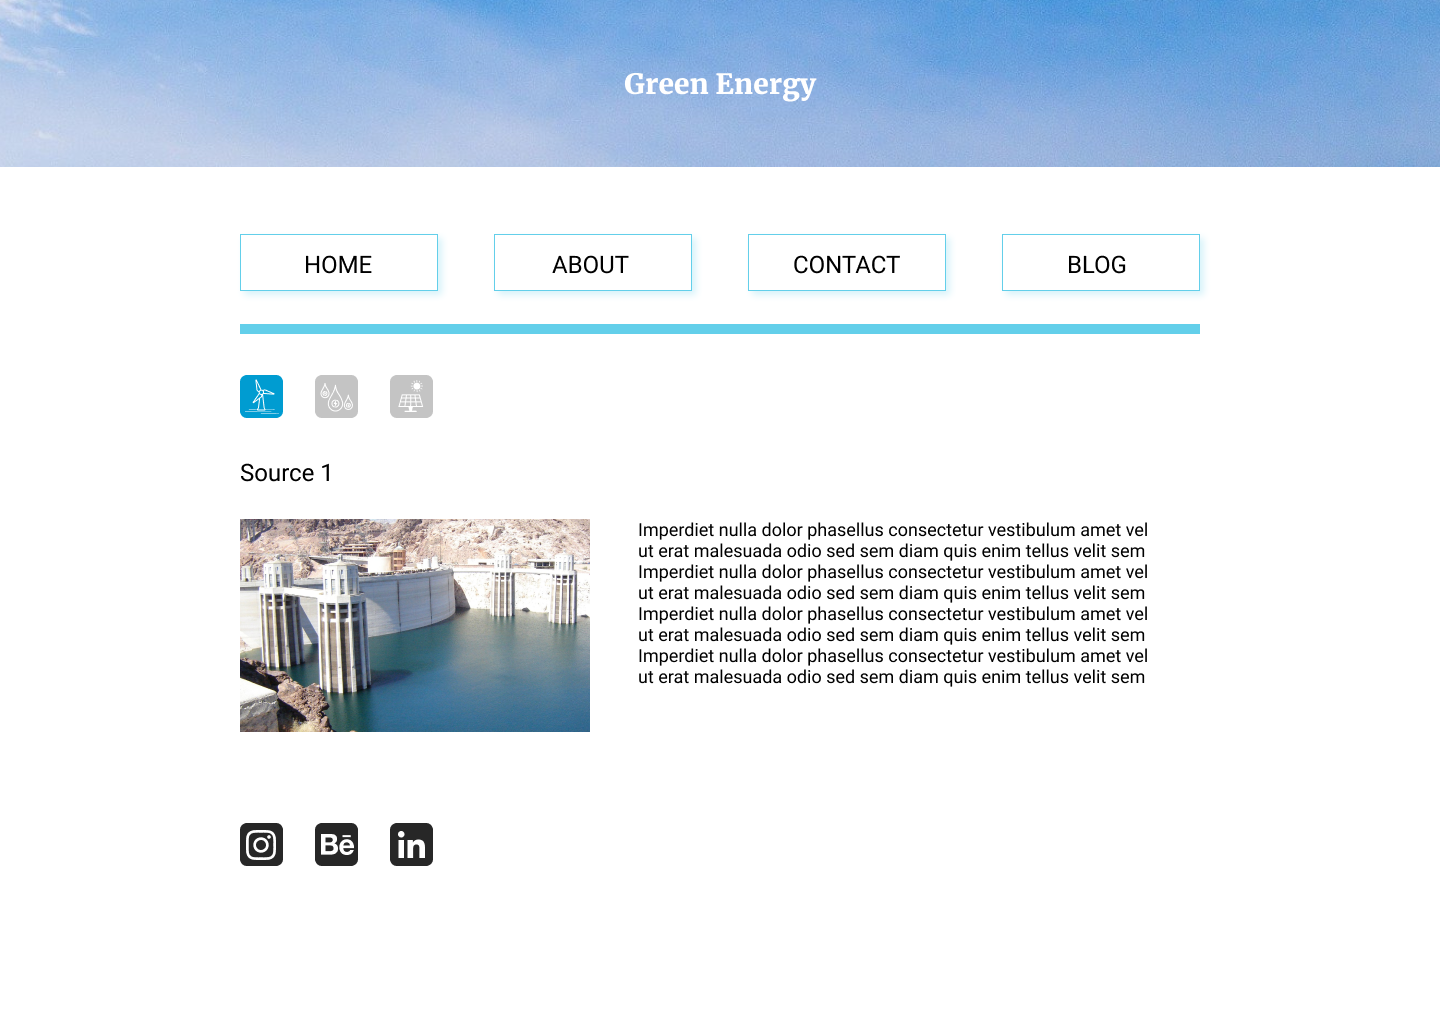 Green Energy
HOME
ABOUT
CONTACT
BLOG
Source 1
Imperdiet nulla dolor phasellus consectetur vestibulum amet vel
ut erat malesuada odio sed sem diam quis enim tellus velit sem
Imperdiet nulla dolor phasellus consectetur vestibulum amet vel
ut erat malesuada odio sed sem diam quis enim tellus velit sem
Imperdiet nulla dolor phasellus consectetur vestibulum amet vel
ut erat malesuada odio sed sem diam quis enim tellus velit sem
Imperdiet nulla dolor phasellus consectetur vestibulum amet vel
ut erat malesuada odio sed sem diam quis enim tellus velit sem
Bē
in